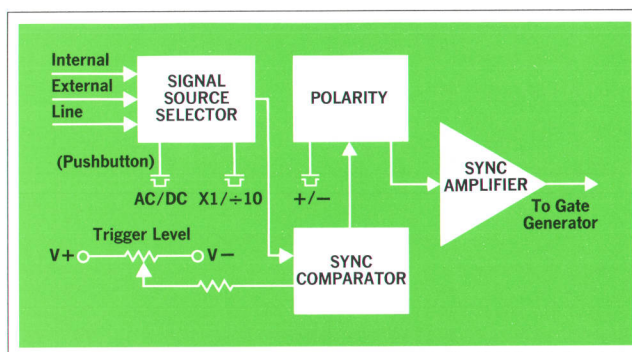 Internal
External
Line
SIGNAL
SOURCE
SELECTOR
POLARITY
(Pushbutton)
AC/DC X1/÷10
+/−
SYNC
AMPLIFIER
To Gate
Generator
Trigger Level
V+ V−
SYNC
COMPARATOR